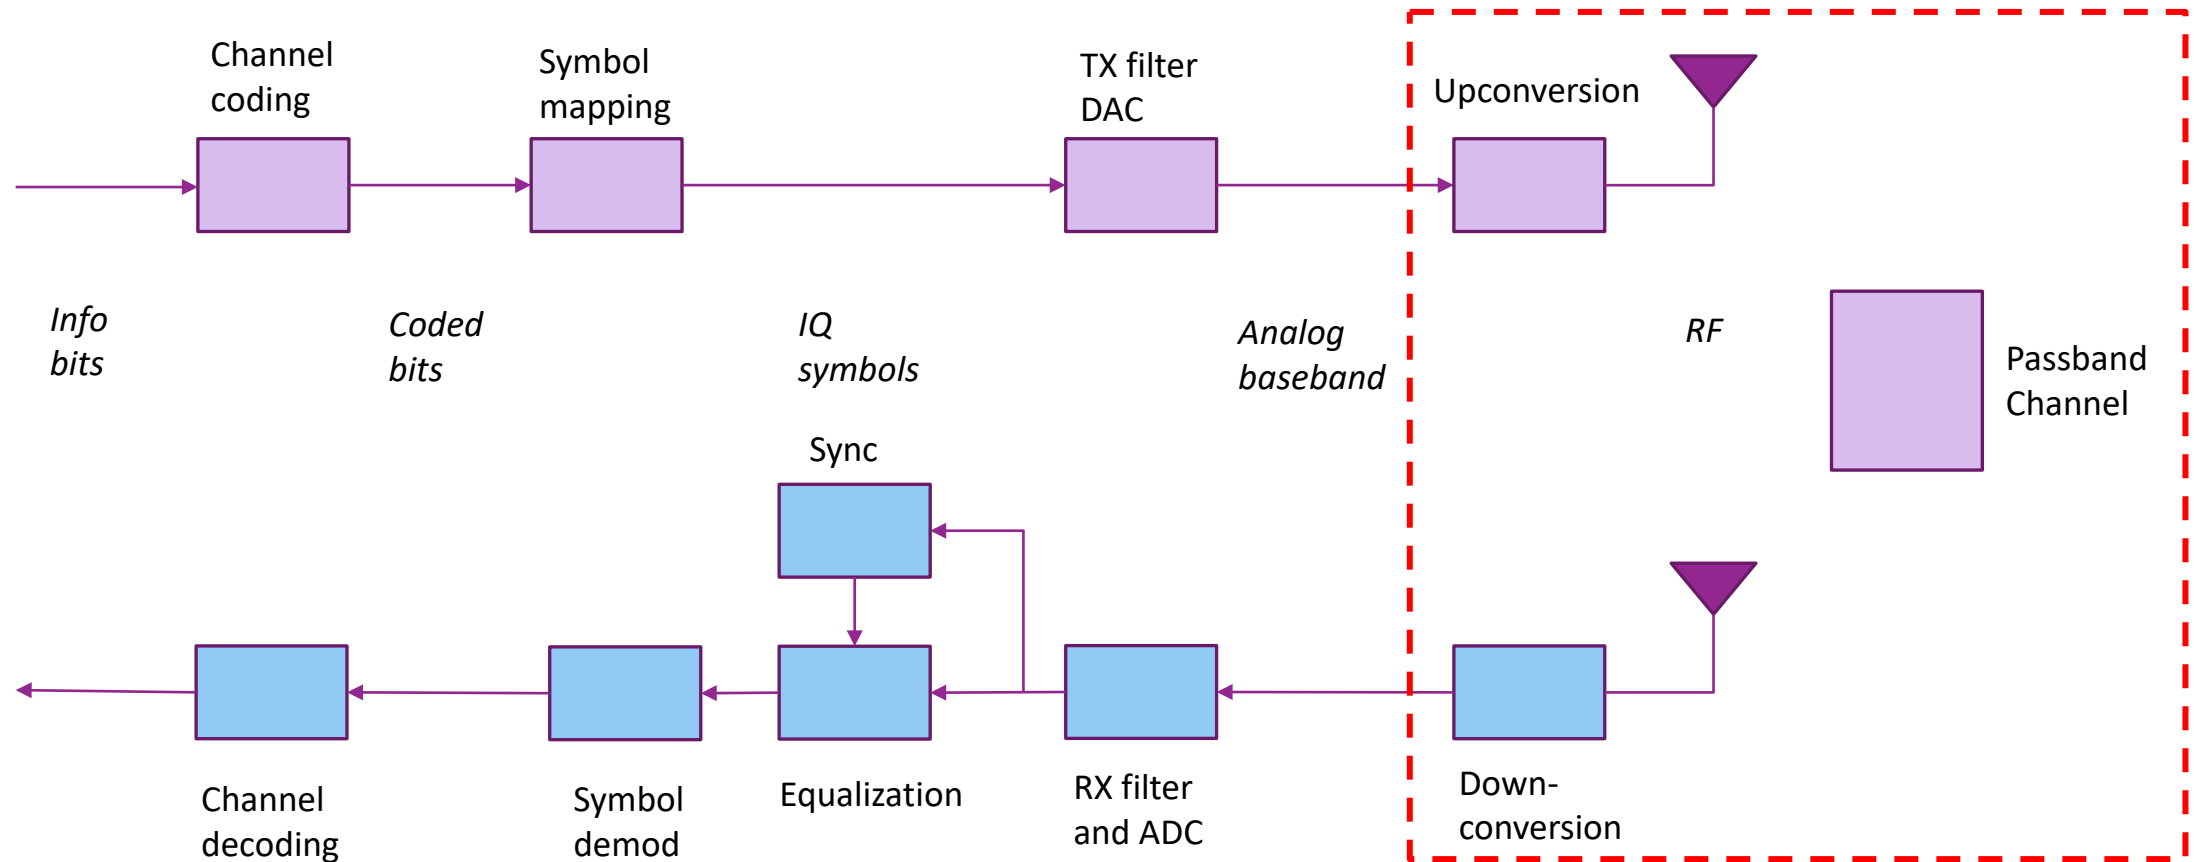 Channel
coding
Symbol
mapping
TX filter
DAC
Upconversion
Info
bits
Coded
bits
IQ
symbols
Analog
baseband
RF
Passband
Channel
Sync
Channel
decoding
Symbol
demod
Equalization
RX filter
and ADC
Down-
conversion